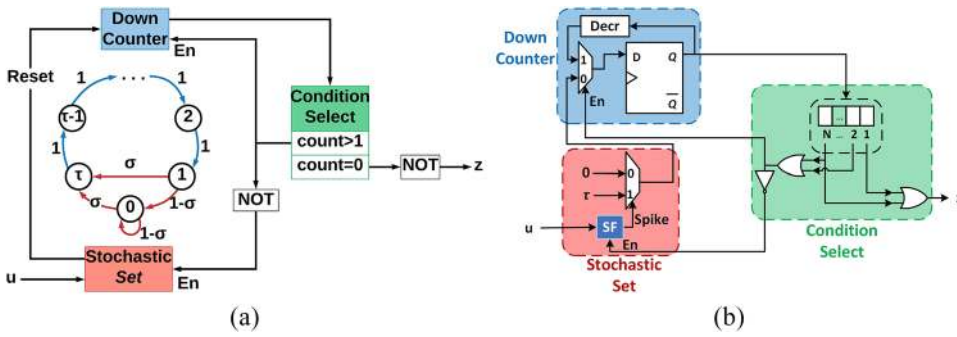 Down
Counter
En
Reset
1
. . .
1
τ-1
2
1
1
τ
σ
1
σ
0
1-σ
1-σ
Stochastic
Set
u
En
Condition
Select
count>1
count=0
NOT
z
NOT
(a)
Down
Counter
Decr
1
0
En
D
Q
Q
N ... 2 1
...
Condition
Select
0
τ
0
1
u
SF
Spike
En
Stochastic
Set
(b)